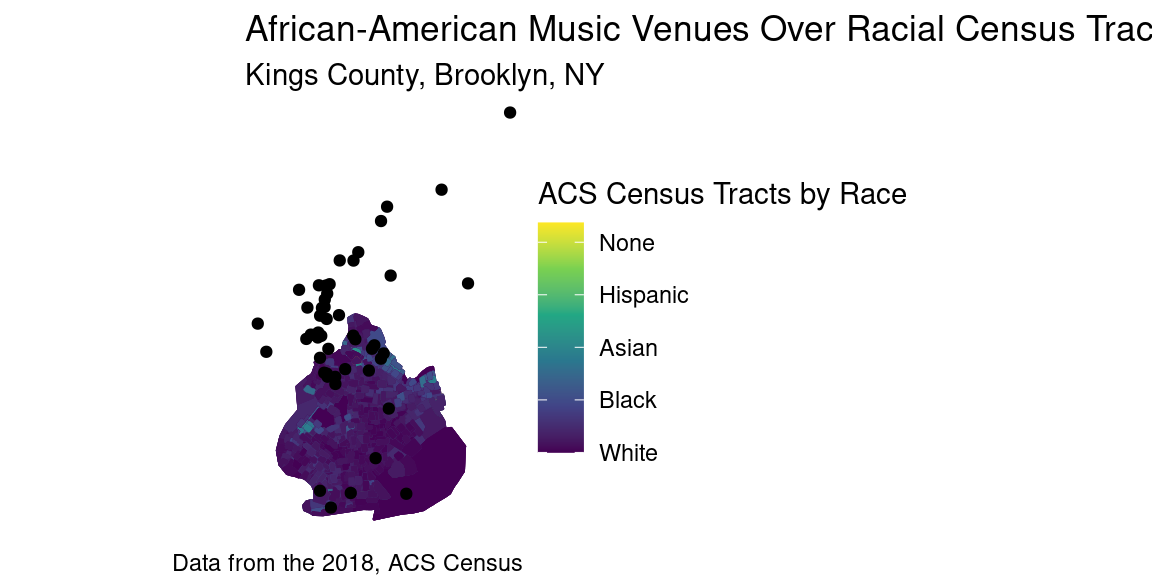 African-American Music Venues Over Racial Census Trac
Kings County, Brooklyn, NY
ACS Census Tracts by Race
None
Hispanic
Asian
Black
White
Data from the 2018, ACS Census